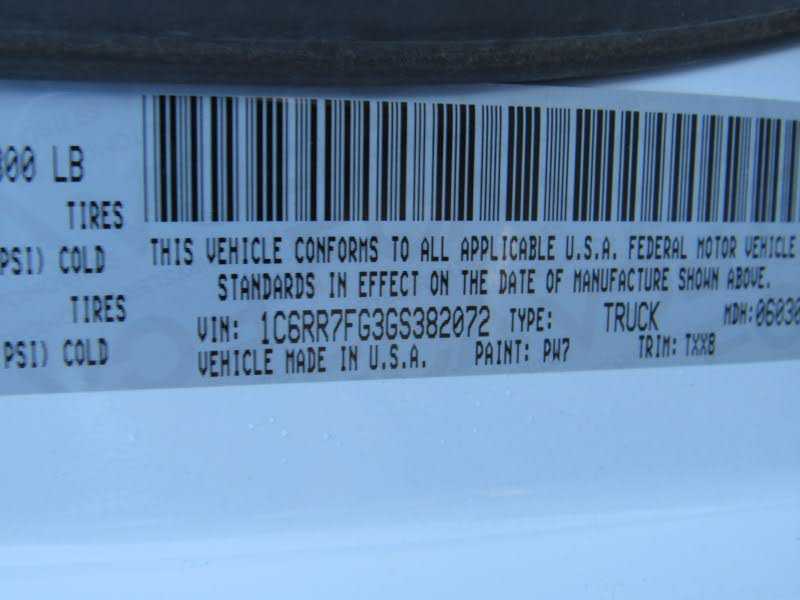 LB
TIRES
PSI) COLD
TIRES
PSI) COLD
THIS VEHICLE CONFORMS TO ALL APPLICABLE U.S.A. FEDERAL MOTOR VEHICLE
STANDARDS IN EFFECT ON THE DATE OF MANUFACTURE SHOWN ABOVE.
VIN: 1C6RR7FG3GS382072 TYPE: TRUCK MDH:
VEHICLE MADE IN U.S.A. PAINT: PW7 TRIM: TXX8